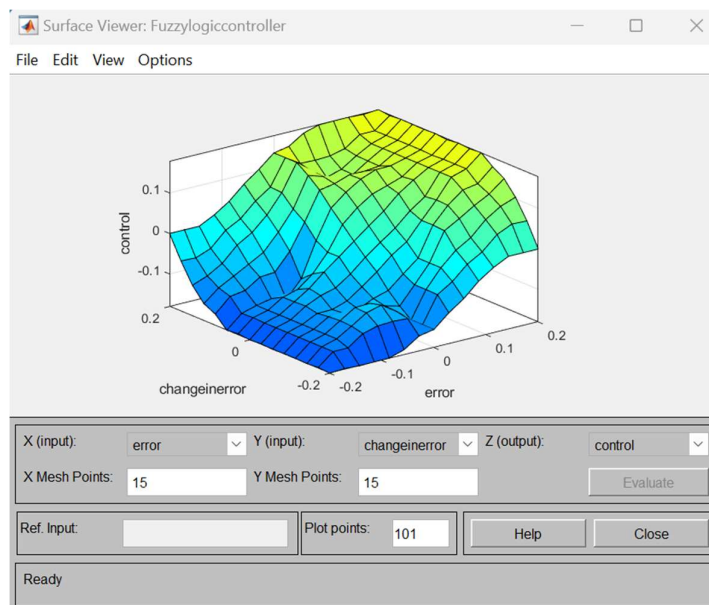 Surface Viewer: Fuzzylogiccontroller
File Edit View Options
control
0.1
0
-0.1
0.2
0
-0.2
changeinerror
-0.2
-0.1
0
0.1
0.2
error
X (input): error Y (input): changeinerror Z (output): control
X Mesh Points: 15 Y Mesh Points: 15 Evaluate
Ref. Input: Plot points: 101 Help Close
Ready